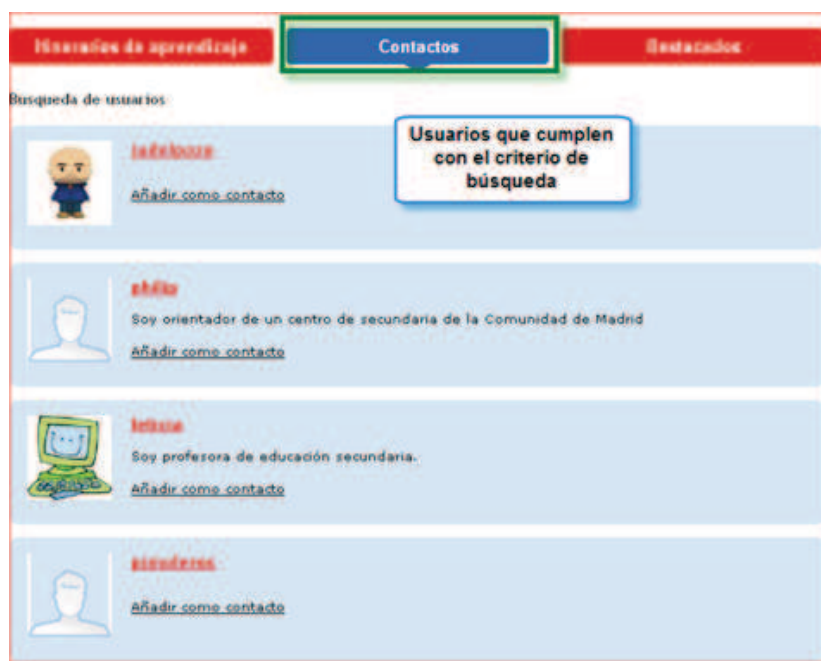 Itinerarios de aprendizaje
Contactos
Destacados
Busqueda de usuarios
Usuarios que cumplen
con el criterio de
búsqueda
Añadir como contacto
Soy orientador de un centro de secundaria de la Comunidad de Madrid
Añadir como contacto
Soy profesora de educación secundaria.
Añadir como contacto
Añadir como contacto